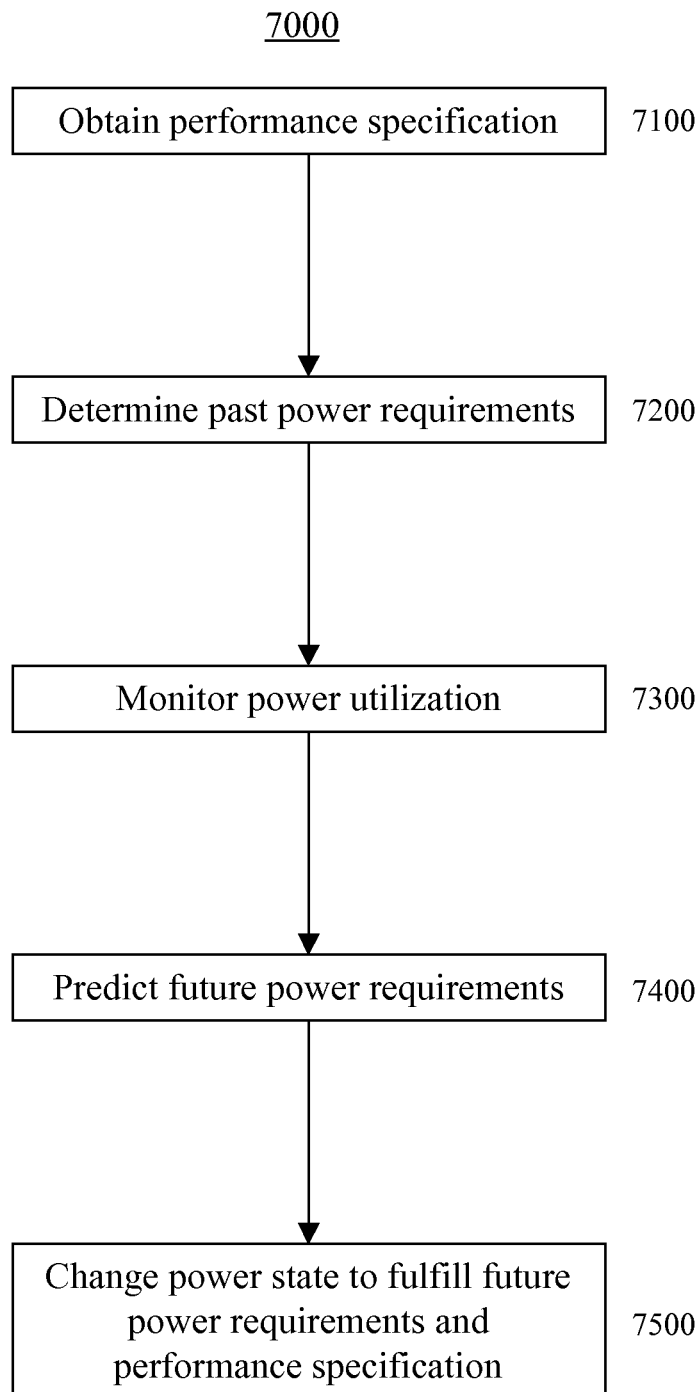 7000
Obtain performance specification 7100
Determine past power requirements 7200
Monitor power utilization 7300
Predict future power requirements 7400
Change power state to fulfill future
power requirements and 7500
performance specification